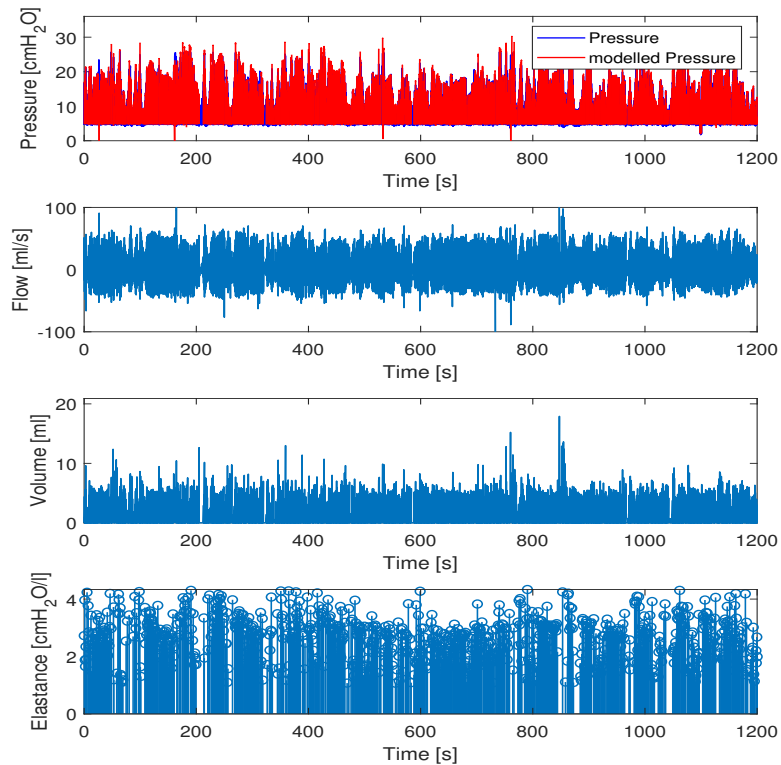 Pressure [cmH2O]
30
20
10
0
Pressure
modelled Pressure
0 200 400 600 800 1000 1200
Time [s]
Flow [ml/s]
100
0
-100
0 200 400 600 800 1000 1200
Time [s]
Volume [ml]
20
10
0
0 200 400 600 800 1000 1200
Time [s]
Elastance [cmH2O/l]
4
2
0
0 200 400 600 800 1000 1200
Time [s]